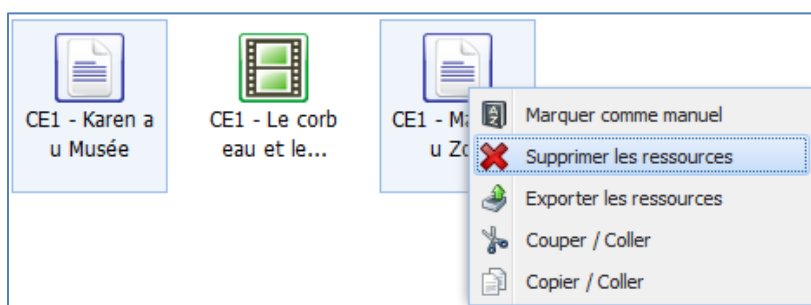 CE1 - Karen a
u Musée
CE1 - Le corb
eau et le...
CE1 - Ma
u Zo
Marquer comme manuel
Supprimer les ressources
Exporter les ressources
Couper / Coller
Copier / Coller